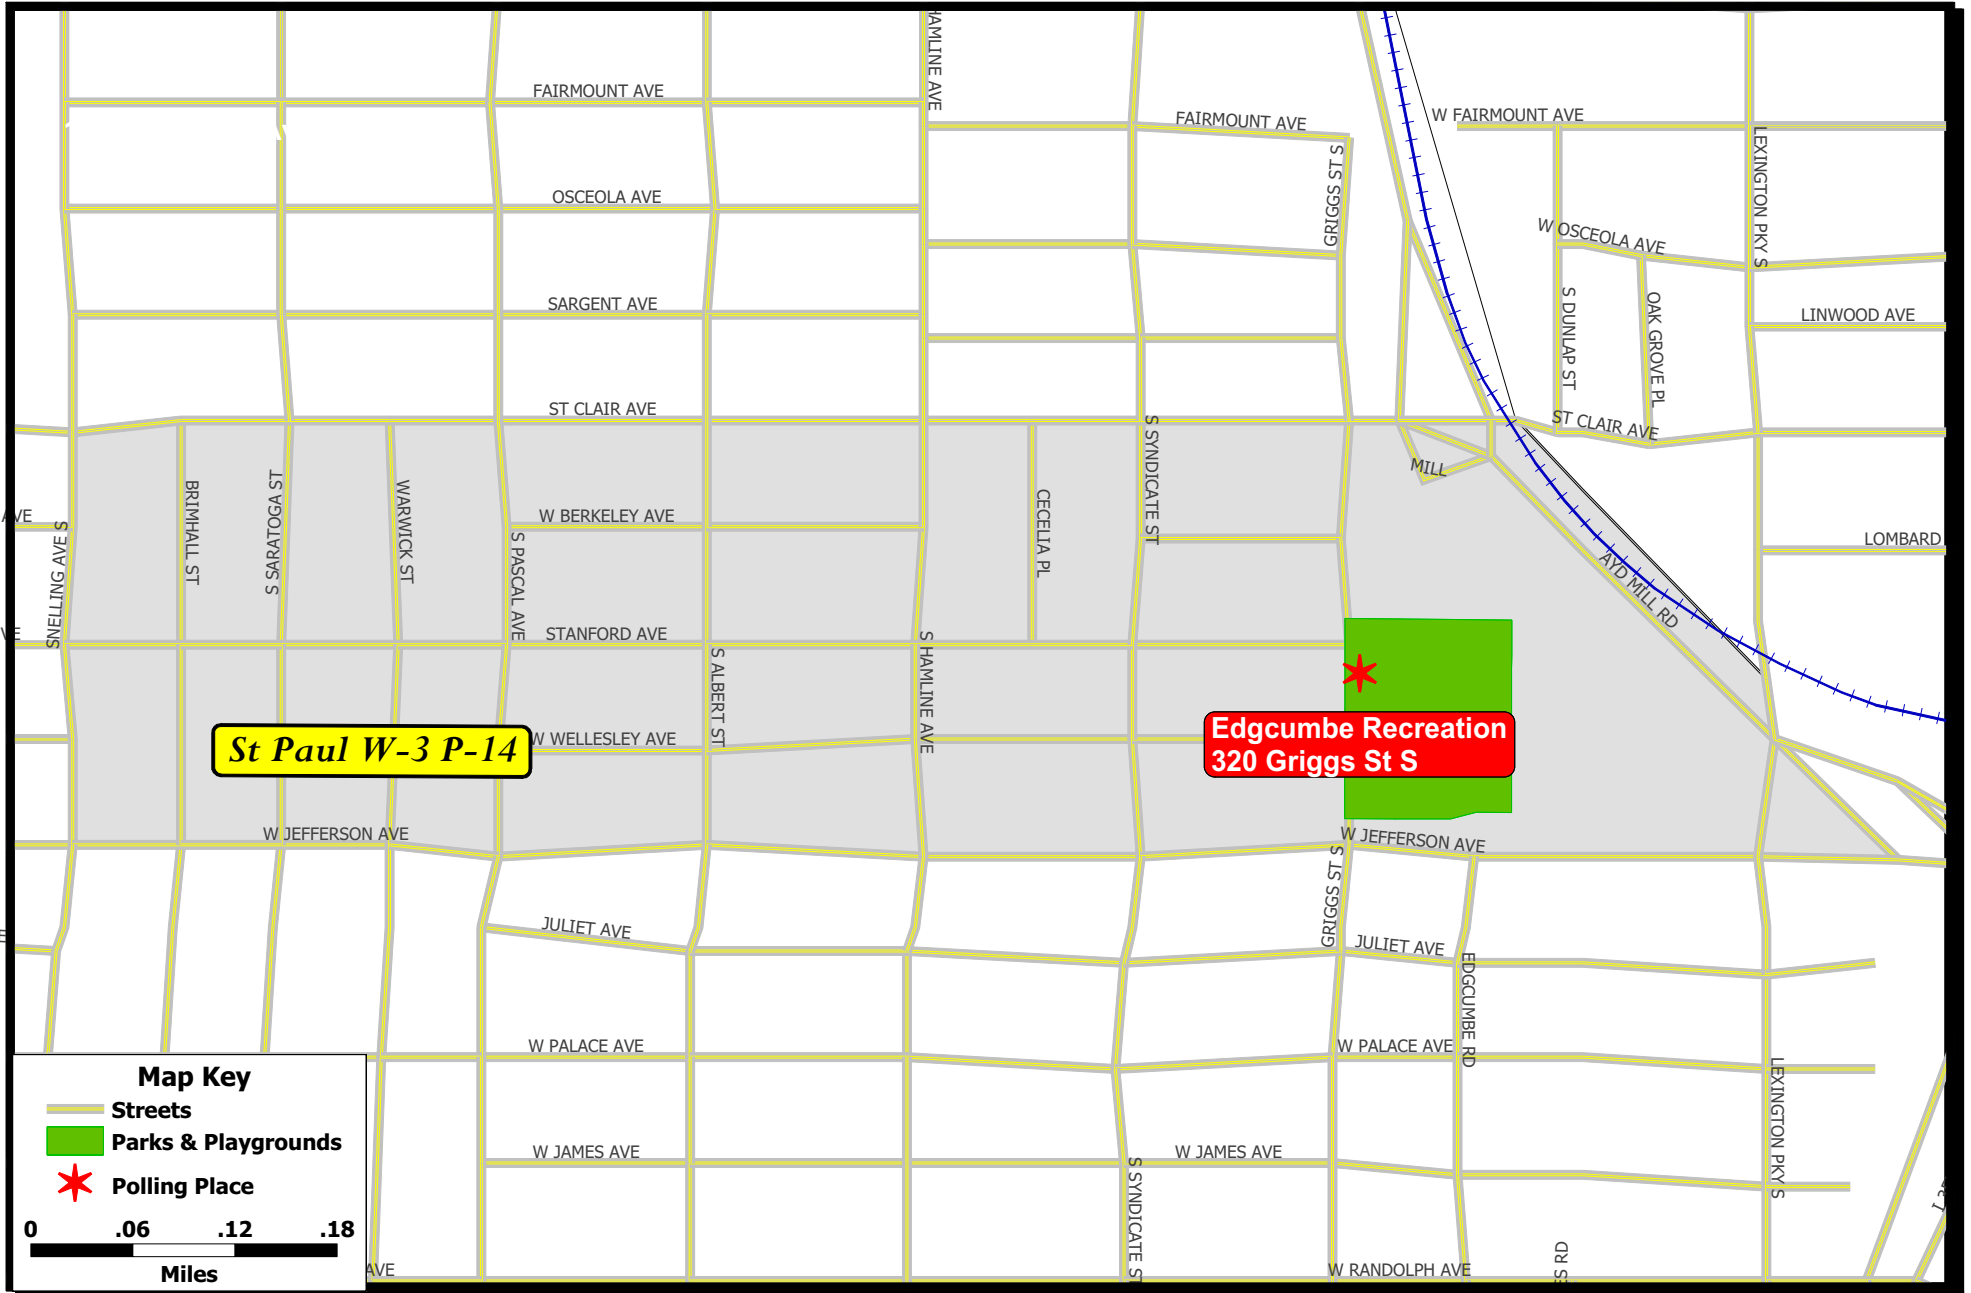 HAMLINE AVE
FAIRMOUNT AVE
FAIRMOUNT AVE
W FAIRMOUNT AVE
LEXINGTON PKY S
GRIGGS ST S
OSCEOLA AVE
W OSCEOLA AVE
SARGENT AVE
S DUNLAP ST
OAK GROVE PL
LINWOOD AVE
ST CLAIR AVE
ST CLAIR AVE
S SYNDICATE ST
MILL
BRIMHALL ST
S SARATOGA ST
WARWICK ST
W BERKELEY AVE
AVE
SNELLING AVE S
S PASCAL AVE
CECELIA PL
LOMBARD
AYD MILL RD
VE
STANFORD AVE
S ALBERT ST
S HAMLINE AVE
St Paul W-3 P-14
W WELLESLEY AVE
Edgcumbe Recreation
320 Griggs St S
W JEFFERSON AVE
W JEFFERSON AVE
GRIGGS ST S
JULIET AVE
JULIET AVE
EDGCUMBE RD
W PALACE AVE
W PALACE AVE
LEXINGTON PKY S
W JAMES AVE
W JAMES AVE
S SYNDICATE ST
AVE
W RANDOLPH AVE
ES RD
Map Key
Streets
Parks & Playgrounds
Polling Place
0 .06 .12 .18
Miles